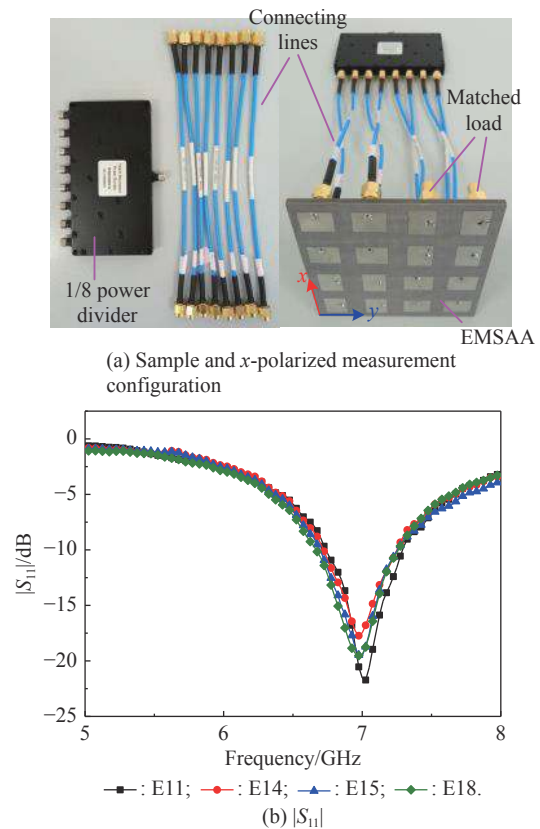 Connecting
lines
Matched
load
1/8 power
divider
x
y
EMSAA
(a) Sample and x-polarized measurement
configuration
0
−5
−10
−15
−20
−25
|S11|/dB
5 6 7 8
Frequency/GHz
: E11; : E14; : E15; : E18.
(b) |S11|